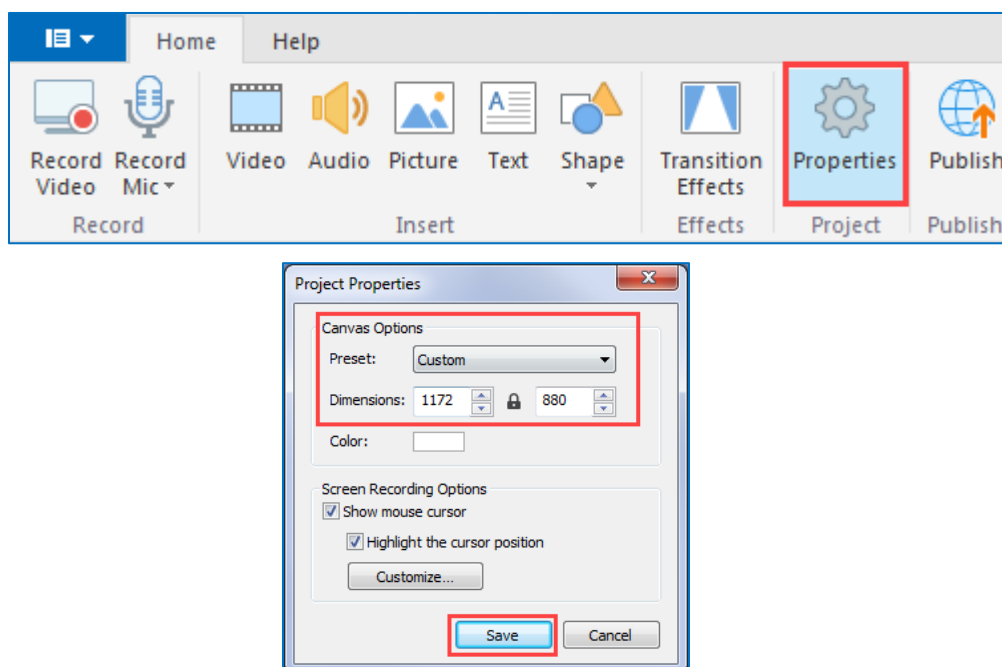 Home Help
Record Video
Record Mic
Video
Audio
Picture
Text
Shape
Transition Effects
Properties
Publish
Record
Insert
Effects
Project
Publish
Project Properties
Canvas Options
Preset: Custom
Dimensions: 1172 880
Color:
Screen Recording Options
Show mouse cursor
Highlight the cursor position
Customize...
Save Cancel